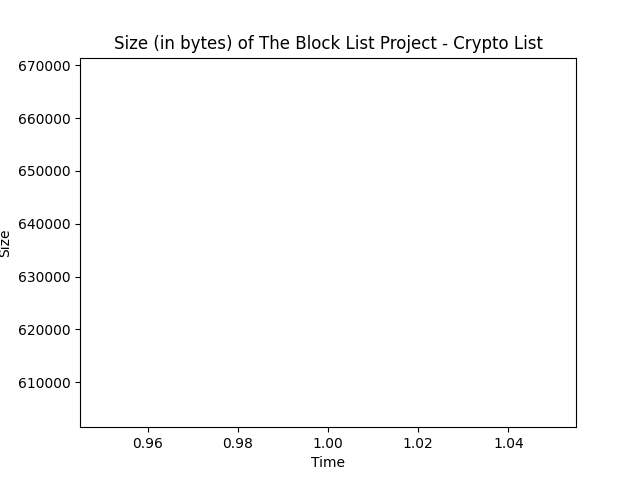 Size (in bytes) of The Block List Project - Crypto List
670000
660000
650000
640000
630000
620000
610000
Size
0.96 0.98 1.00 1.02 1.04
Time